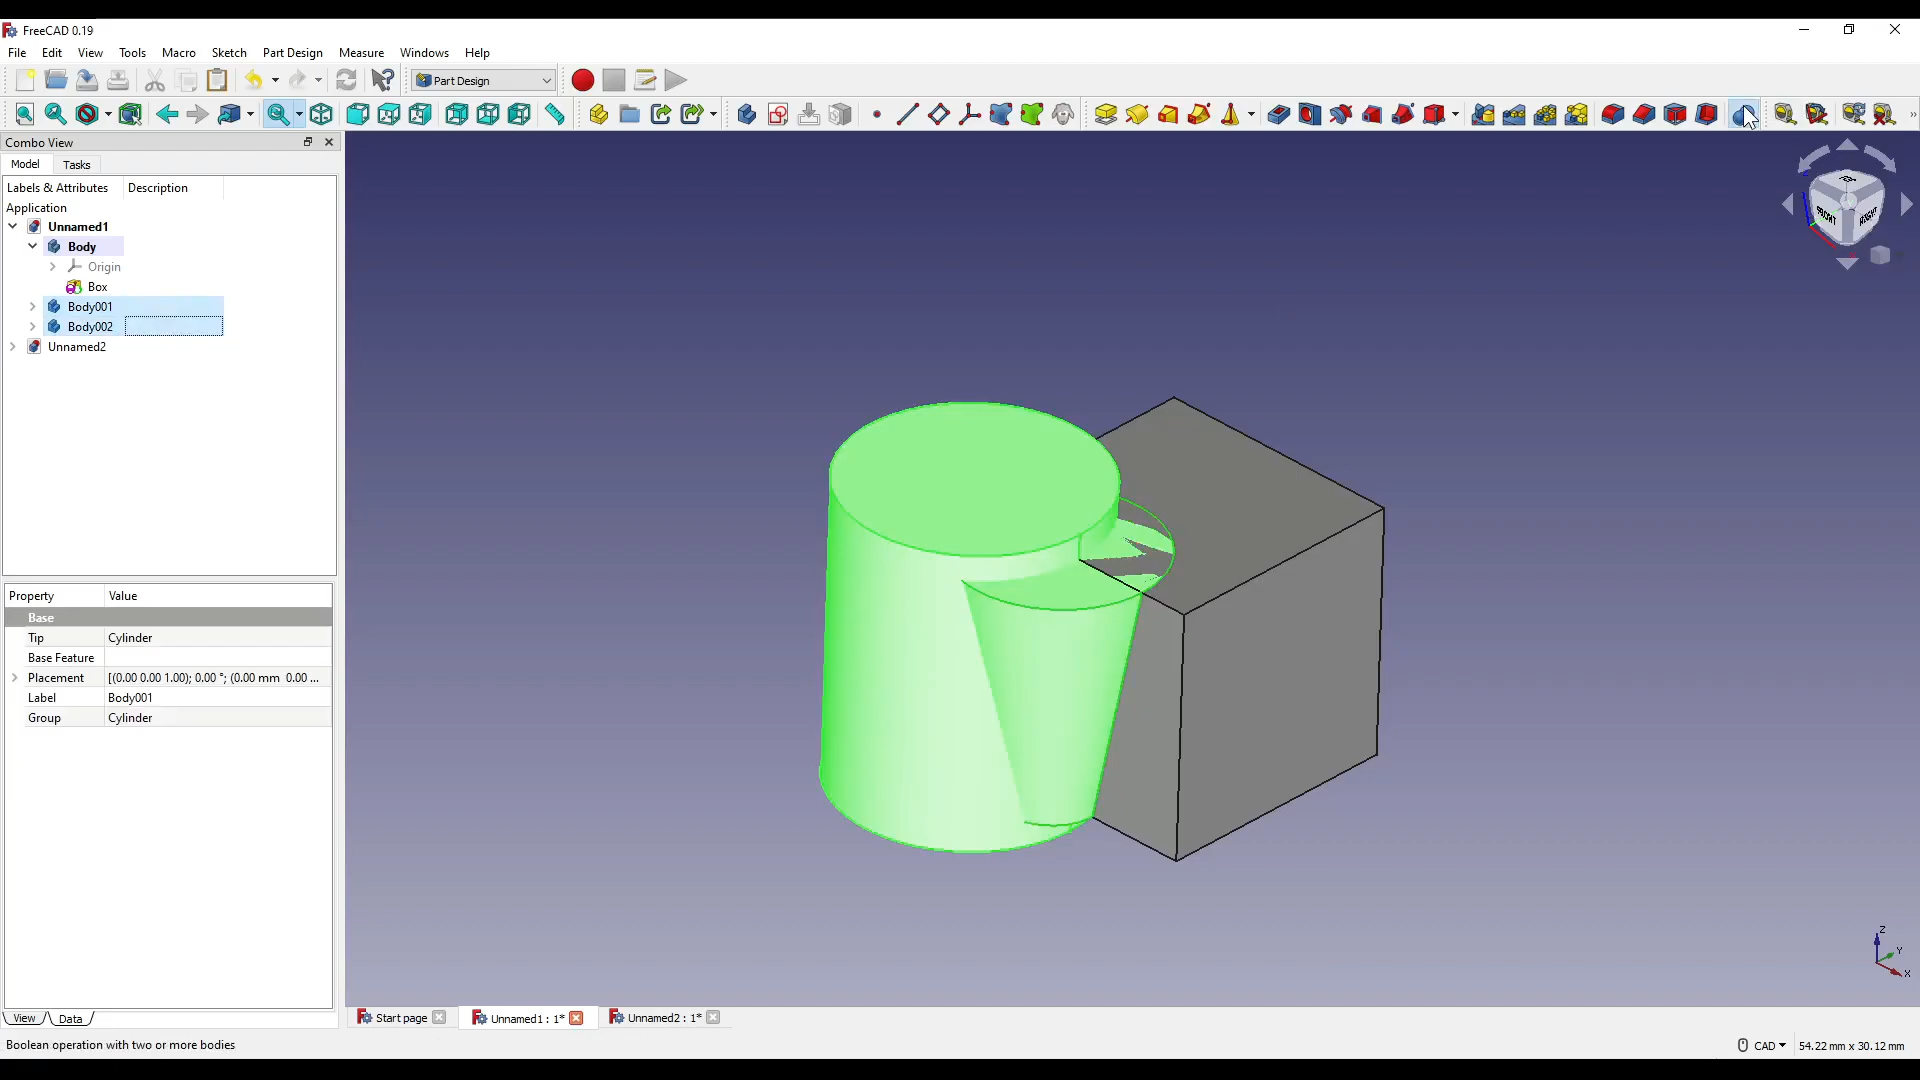 FreeCAD 0.19
File Edit View Tools Macro Sketch Part Design Measure Windows Help
Part Design
Combo View
Model Tasks
Labels & Attributes Description
Application
Unnamed1
Body
Origin
Box
Body001
Body002
Unnamed2
FRONT RIGHT
Property Value
Base
Tip Cylinder
Base Feature
Placement [(0.00 0.00 1.00); 0.00 °; (0.00 mm 0.00 ...
Label Body001
Group Cylinder
Z
Y
X
View Data
Start page Unnamed1 : 1* Unnamed2 : 1*
Boolean operation with two or more bodies
CAD 54.22 mm x 30.12 mm